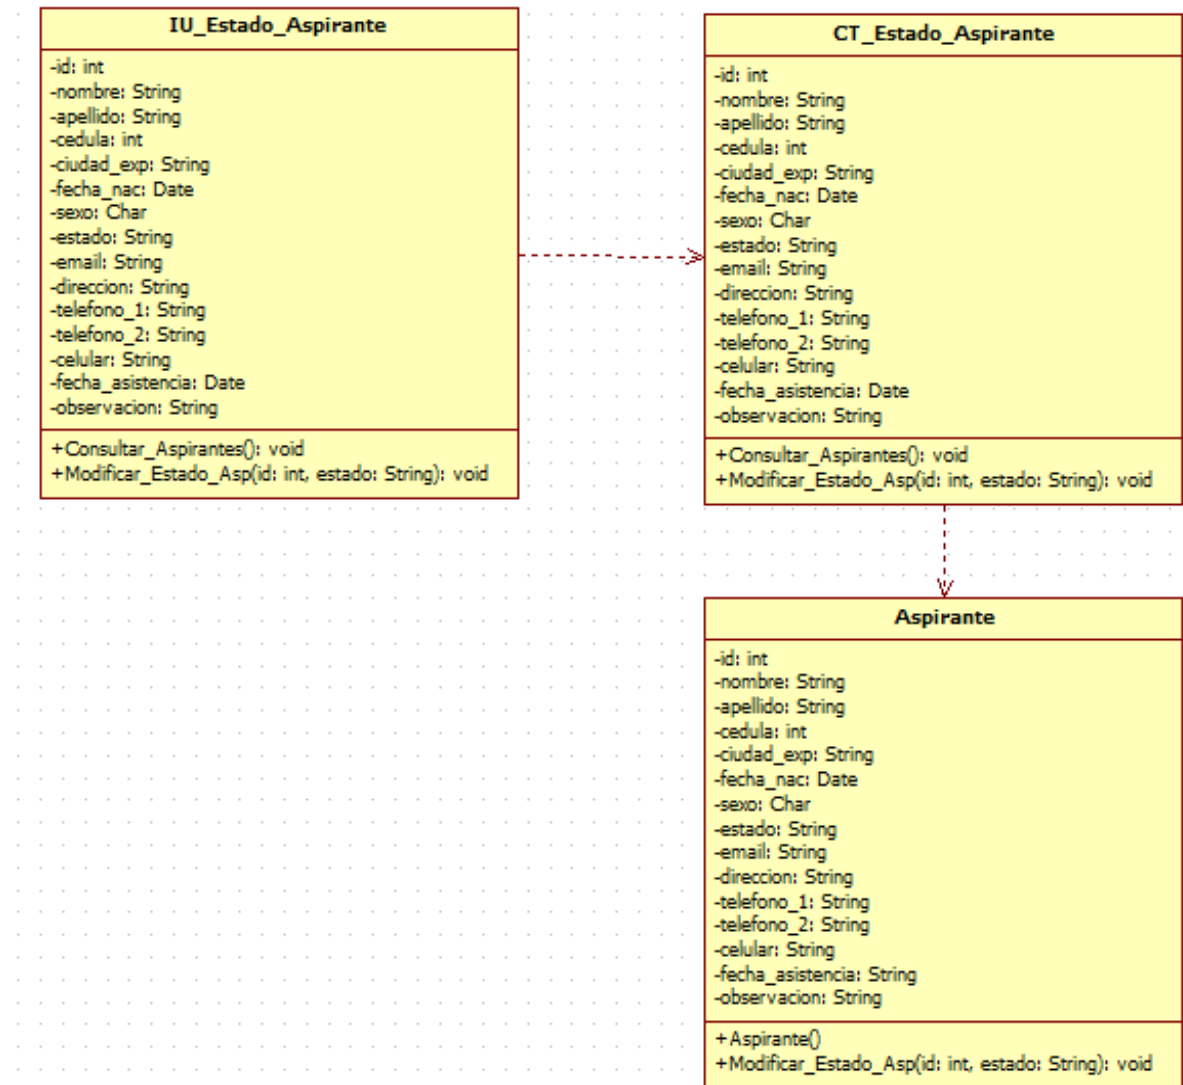 IU_Estado_Aspirante
-id: int
-nombre: String
-apellido: String
-cedula: int
-ciudad_exp: String
-fecha_nac: Date
-sexo: Char
-estado: String
-email: String
-direccion: String
-telefono_1: String
-telefono_2: String
-celular: String
-fecha_asistencia: Date
-observacion: String
+Consultar_Aspirantes(): void
+Modificar_Estado_Asp(id: int, estado: String): void
CT_Estado_Aspirante
-id: int
-nombre: String
-apellido: String
-cedula: int
-ciudad_exp: String
-fecha_nac: Date
-sexo: Char
-estado: String
-email: String
-direccion: String
-telefono_1: String
-telefono_2: String
-celular: String
-fecha_asistencia: Date
-observacion: String
+Consultar_Aspirantes(): void
+Modificar_Estado_Asp(id: int, estado: String): void
Aspirante
-id: int
-nombre: String
-apellido: String
-cedula: int
-ciudad_exp: String
-fecha_nac: Date
-sexo: Char
-estado: String
-email: String
-direccion: String
-telefono_1: String
-telefono_2: String
-celular: String
-fecha_asistencia: String
-observacion: String
+Aspirante()
+Modificar_Estado_Asp(id: int, estado: String): void